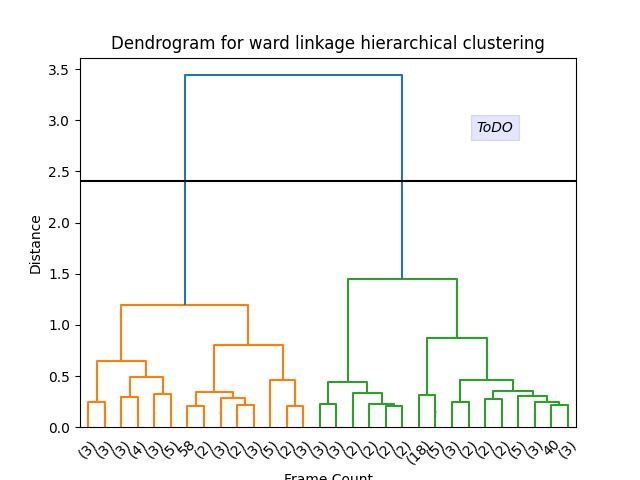 Dendrogram for ward linkage hierarchical clustering
3.5
3.0
2.5
2.0
1.5
1.0
0.5
0.0
Distance
ToDO
(3) (3) (3) (4) (3) (5) 58 (2) (3) (2) (3) (5) (2) (3) (3) (3) (2) (2) (2) (2) (18) (5) (3) (2) (2) (2) (5) (3) 40 (3)
Frame Count